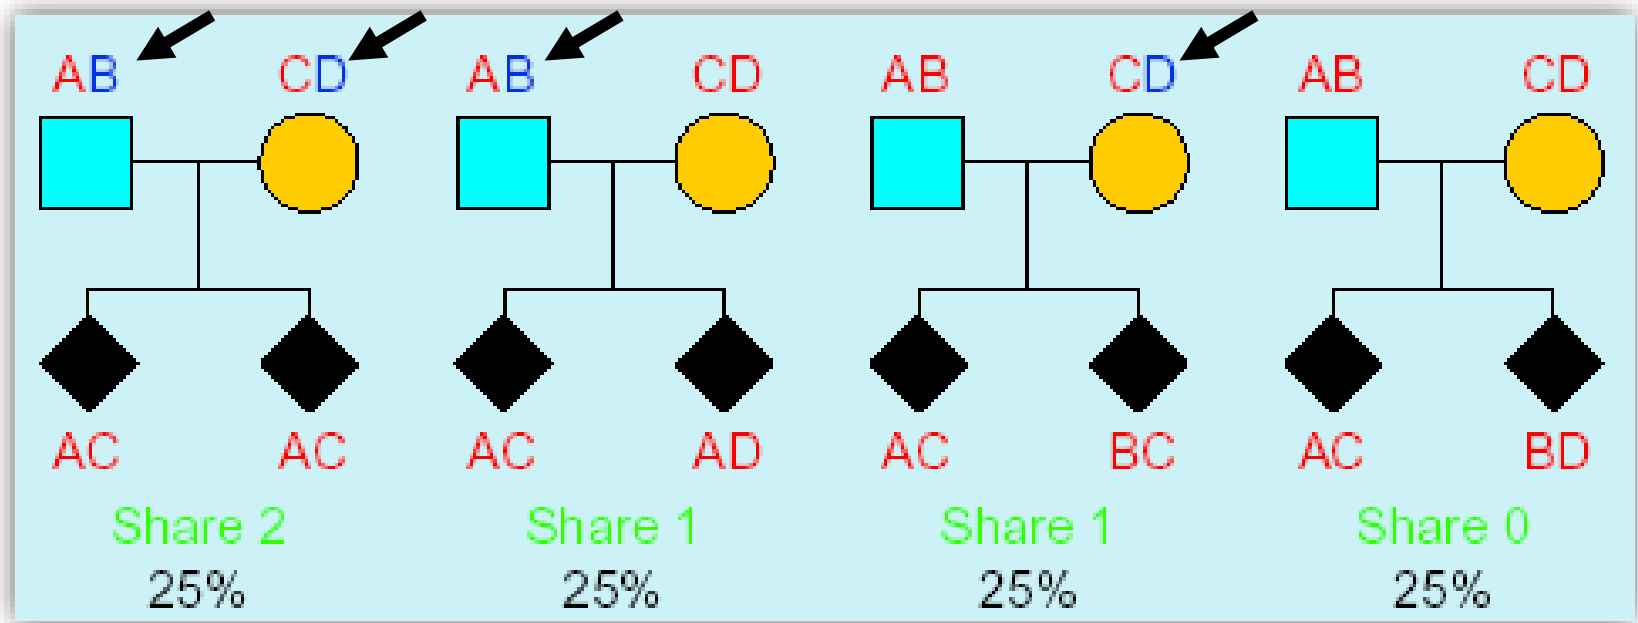 AB CD AB CD AB CD AB CD
AC AC AC AD AC BC AC BD
Share 2 Share 1 Share 1 Share 0
25% 25% 25% 25%